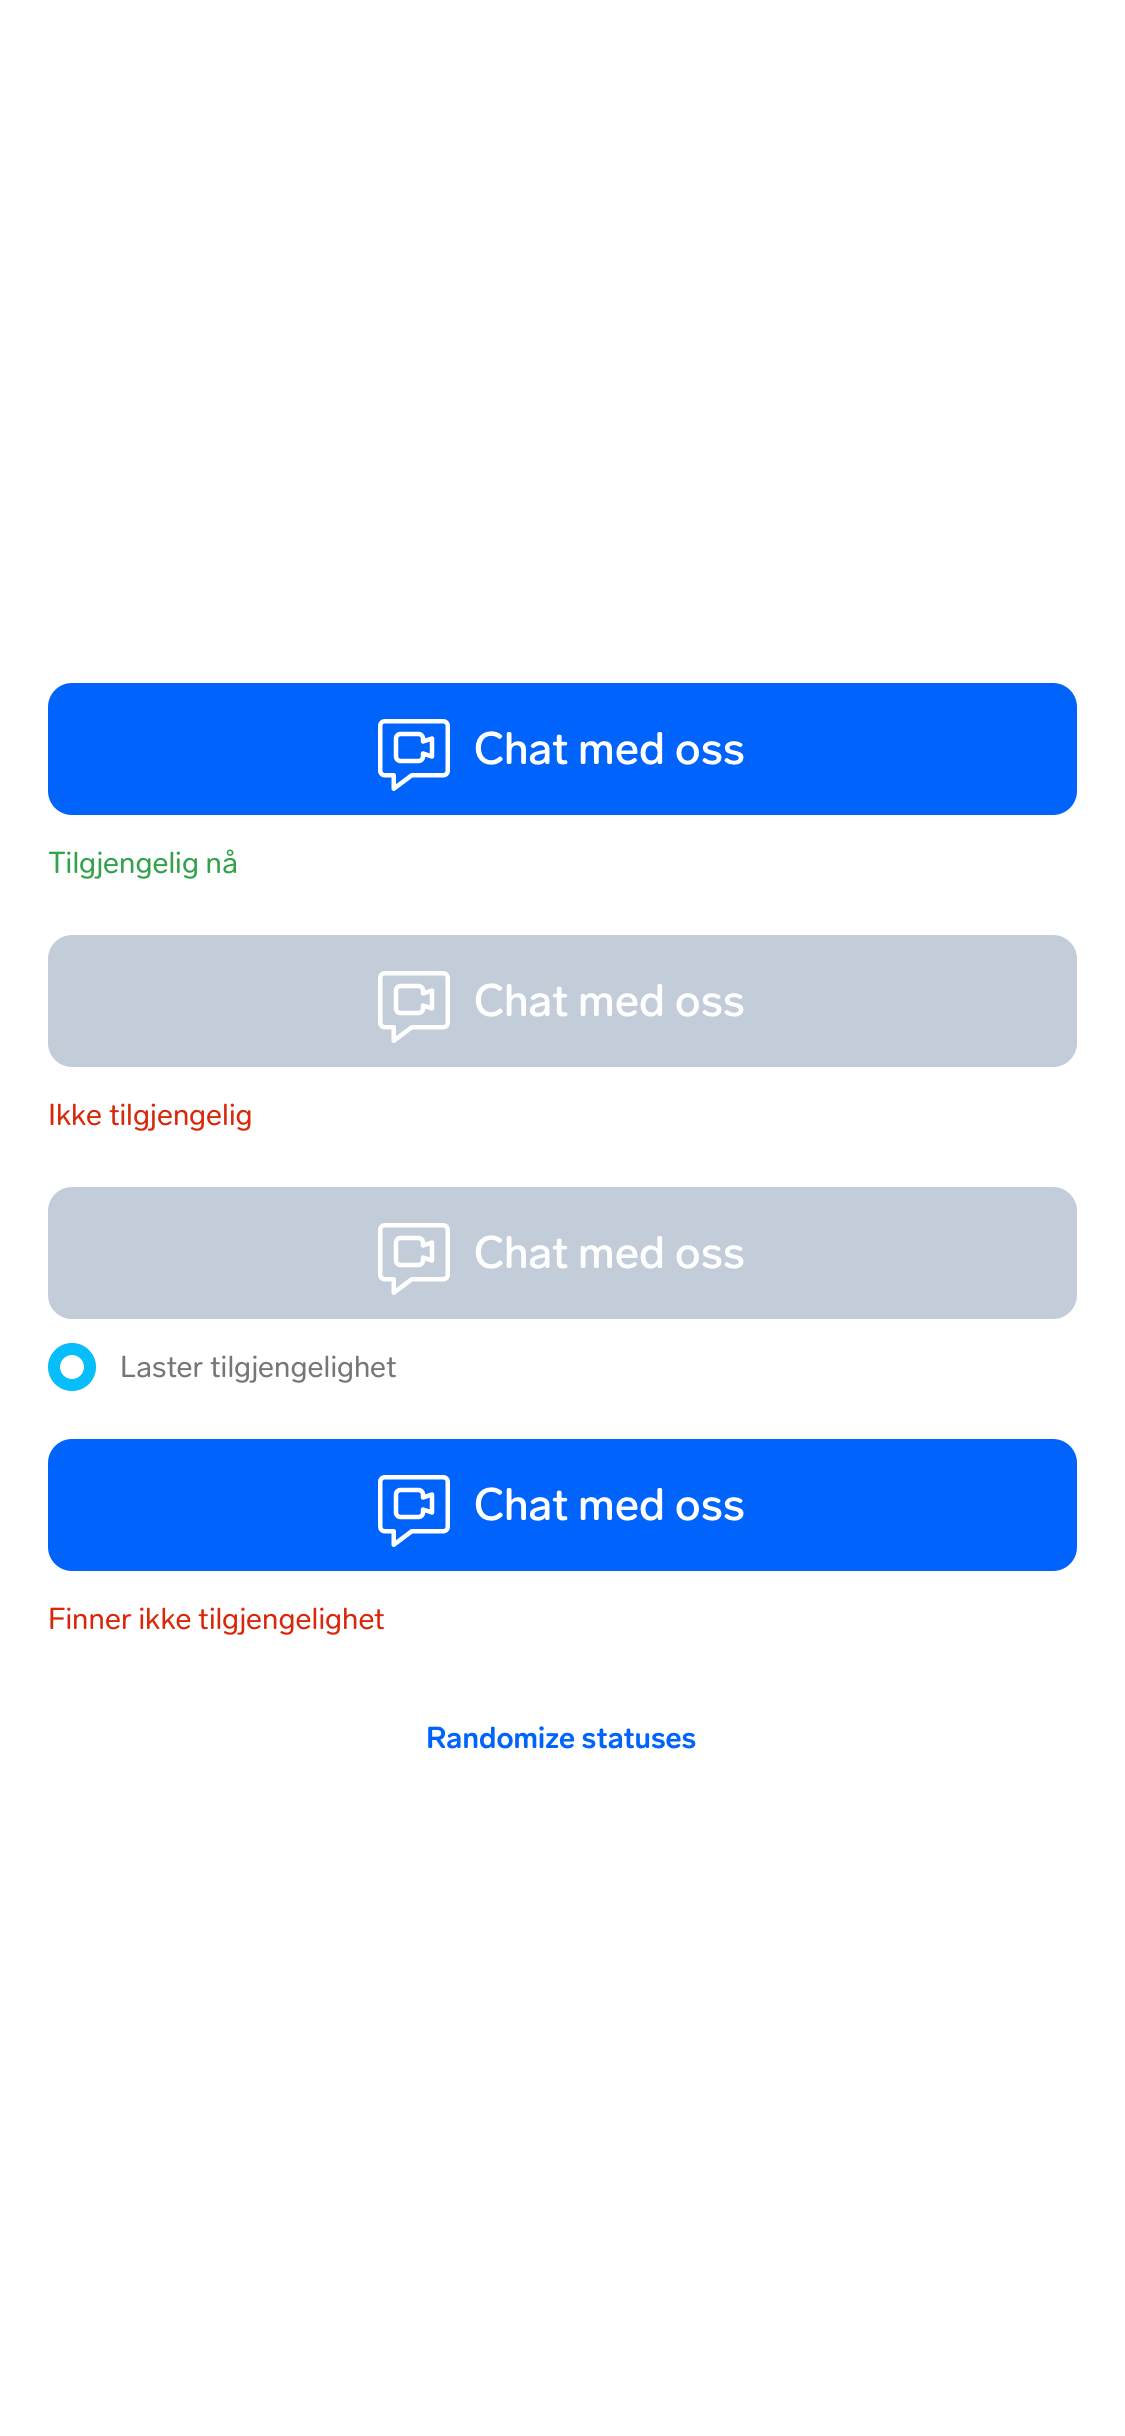 Chat med oss
Tilgjengelig nå
Chat med oss
Ikke tilgjengelig
Chat med oss
Laster tilgjengelighet
Chat med oss
Finner ikke tilgjengelighet
Randomize statuses